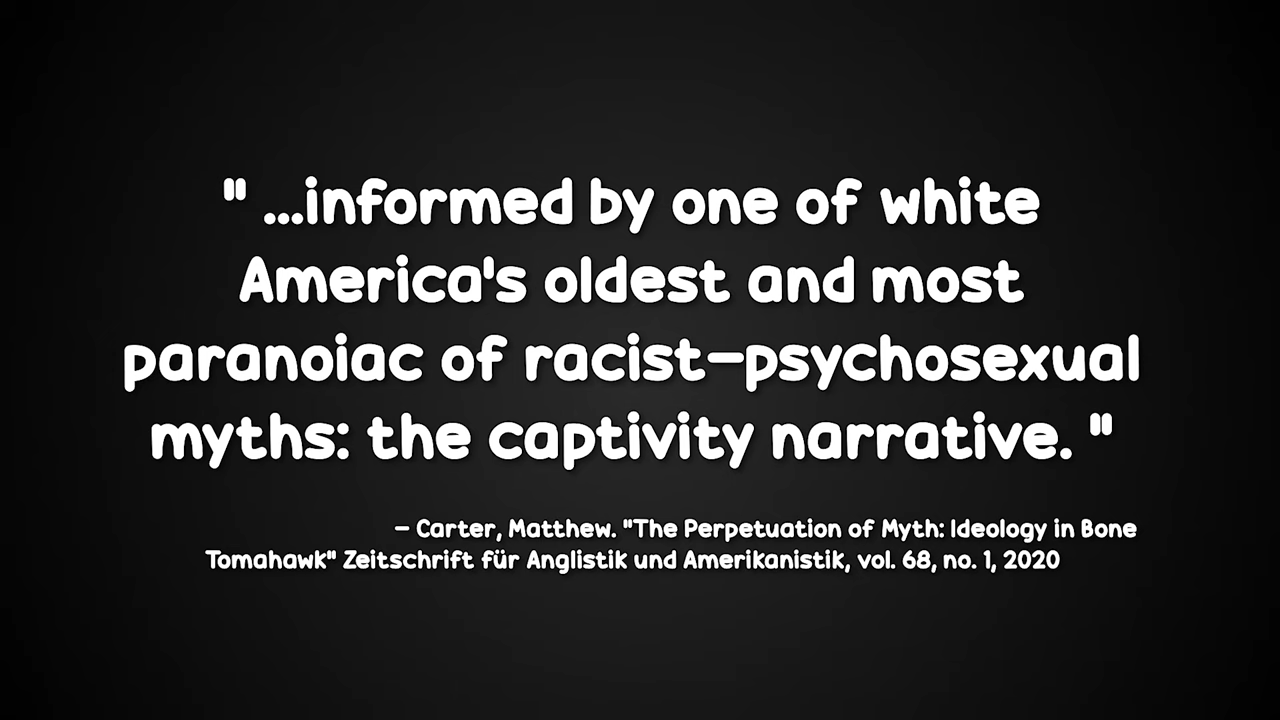 " ...informed by one of white
America's oldest and most
paranoiac of racist–psychosexual
myths: the captivity narrative. "
– Carter, Matthew. "The Perpetuation of Myth: Ideology in Bone
Tomahawk" Zeitschrift für Anglistik und Amerikanistik, vol. 68, no. 1, 2020